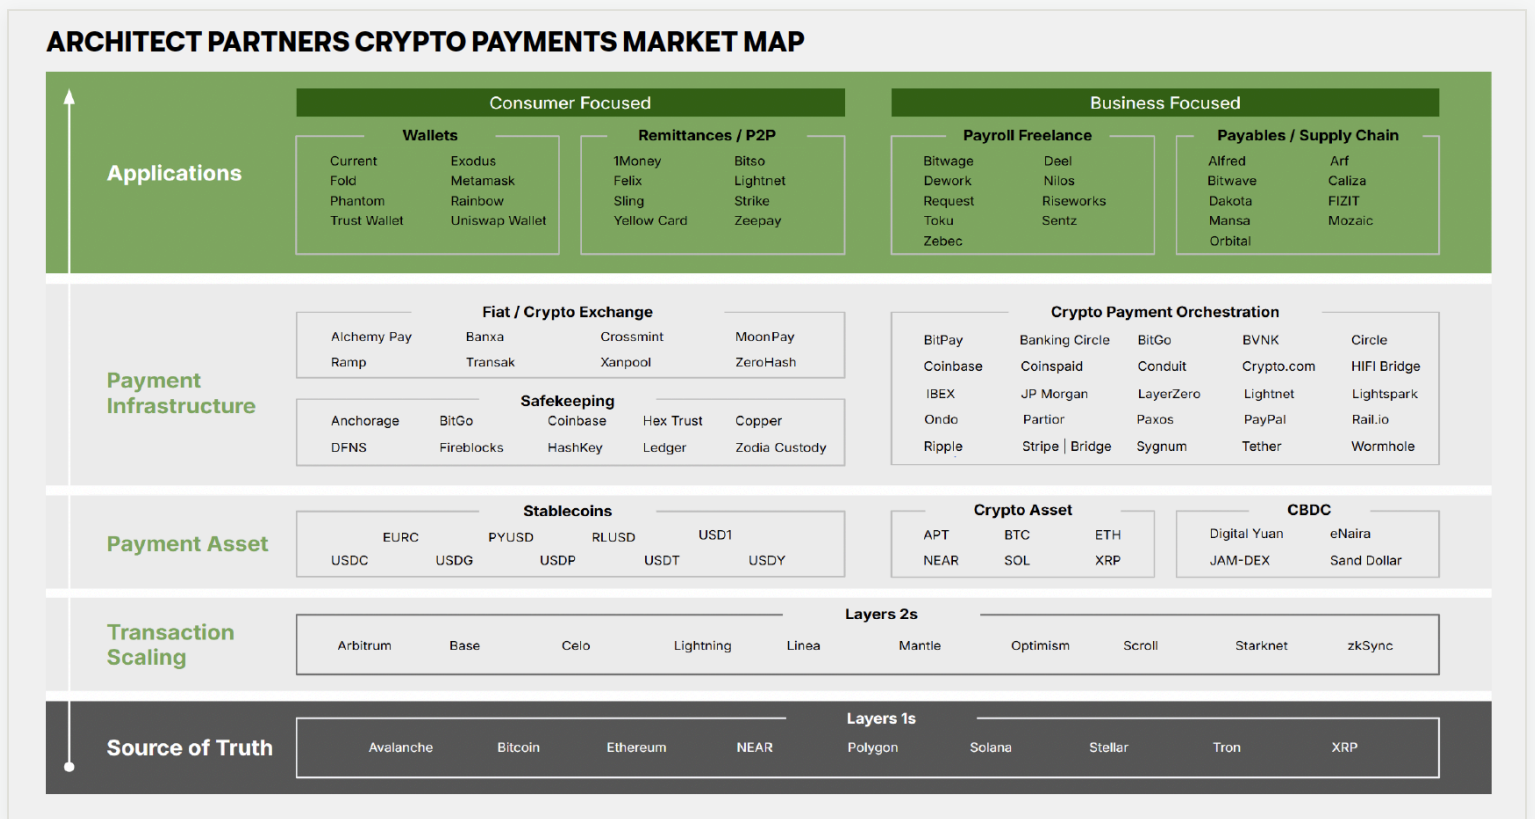 ARCHITECT PARTNERS CRYPTO PAYMENTS MARKET MAP
Applications
Consumer Focused
Wallets
Current Exodus
Fold Metamask
Phantom Rainbow
Trust Wallet Uniswap Wallet
Remittances / P2P
1Money Bitso
Felix Lightnet
Sling Strike
Yellow Card Zeepay
Business Focused
Payroll Freelance
Bitwage Deel
Dework Nilos
Request Riseworks
Toku Sentz
Zebec
Payables / Supply Chain
Alfred Arf
Bitwave Caliza
Dakota FIZIT
Mansa Mozaic
Orbital
Payment
Infrastructure
Fiat / Crypto Exchange
Alchemy Pay Banxa Crossmint MoonPay
Ramp Transak Xanpool ZeroHash
Safekeeping
Anchorage BitGo Coinbase Hex Trust Copper
DFNS Fireblocks HashKey Ledger Zodia Custody
Crypto Payment Orchestration
BitPay Banking Circle BitGo BVNK Circle
Coinbase Coinspaid Conduit Crypto.com HIFI Bridge
IBEX JP Morgan LayerZero Lightnet Lightspark
Ondo Partior Paxos PayPal Rail.io
Ripple Stripe | Bridge Sygnum Tether Wormhole
Payment Asset
Stablecoins
EURC PYUSD RLUSD USD1
USDC USDG USDP USDT USDY
Crypto Asset
APT BTC ETH
NEAR SOL XRP
CBDC
Digital Yuan eNaira
JAM-DEX Sand Dollar
Transaction
Scaling
Layers 2s
Arbitrum Base Celo Lightning Linea Mantle Optimism Scroll Starknet zkSync
Source of Truth
Layers 1s
Avalanche Bitcoin Ethereum NEAR Polygon Solana Stellar Tron XRP